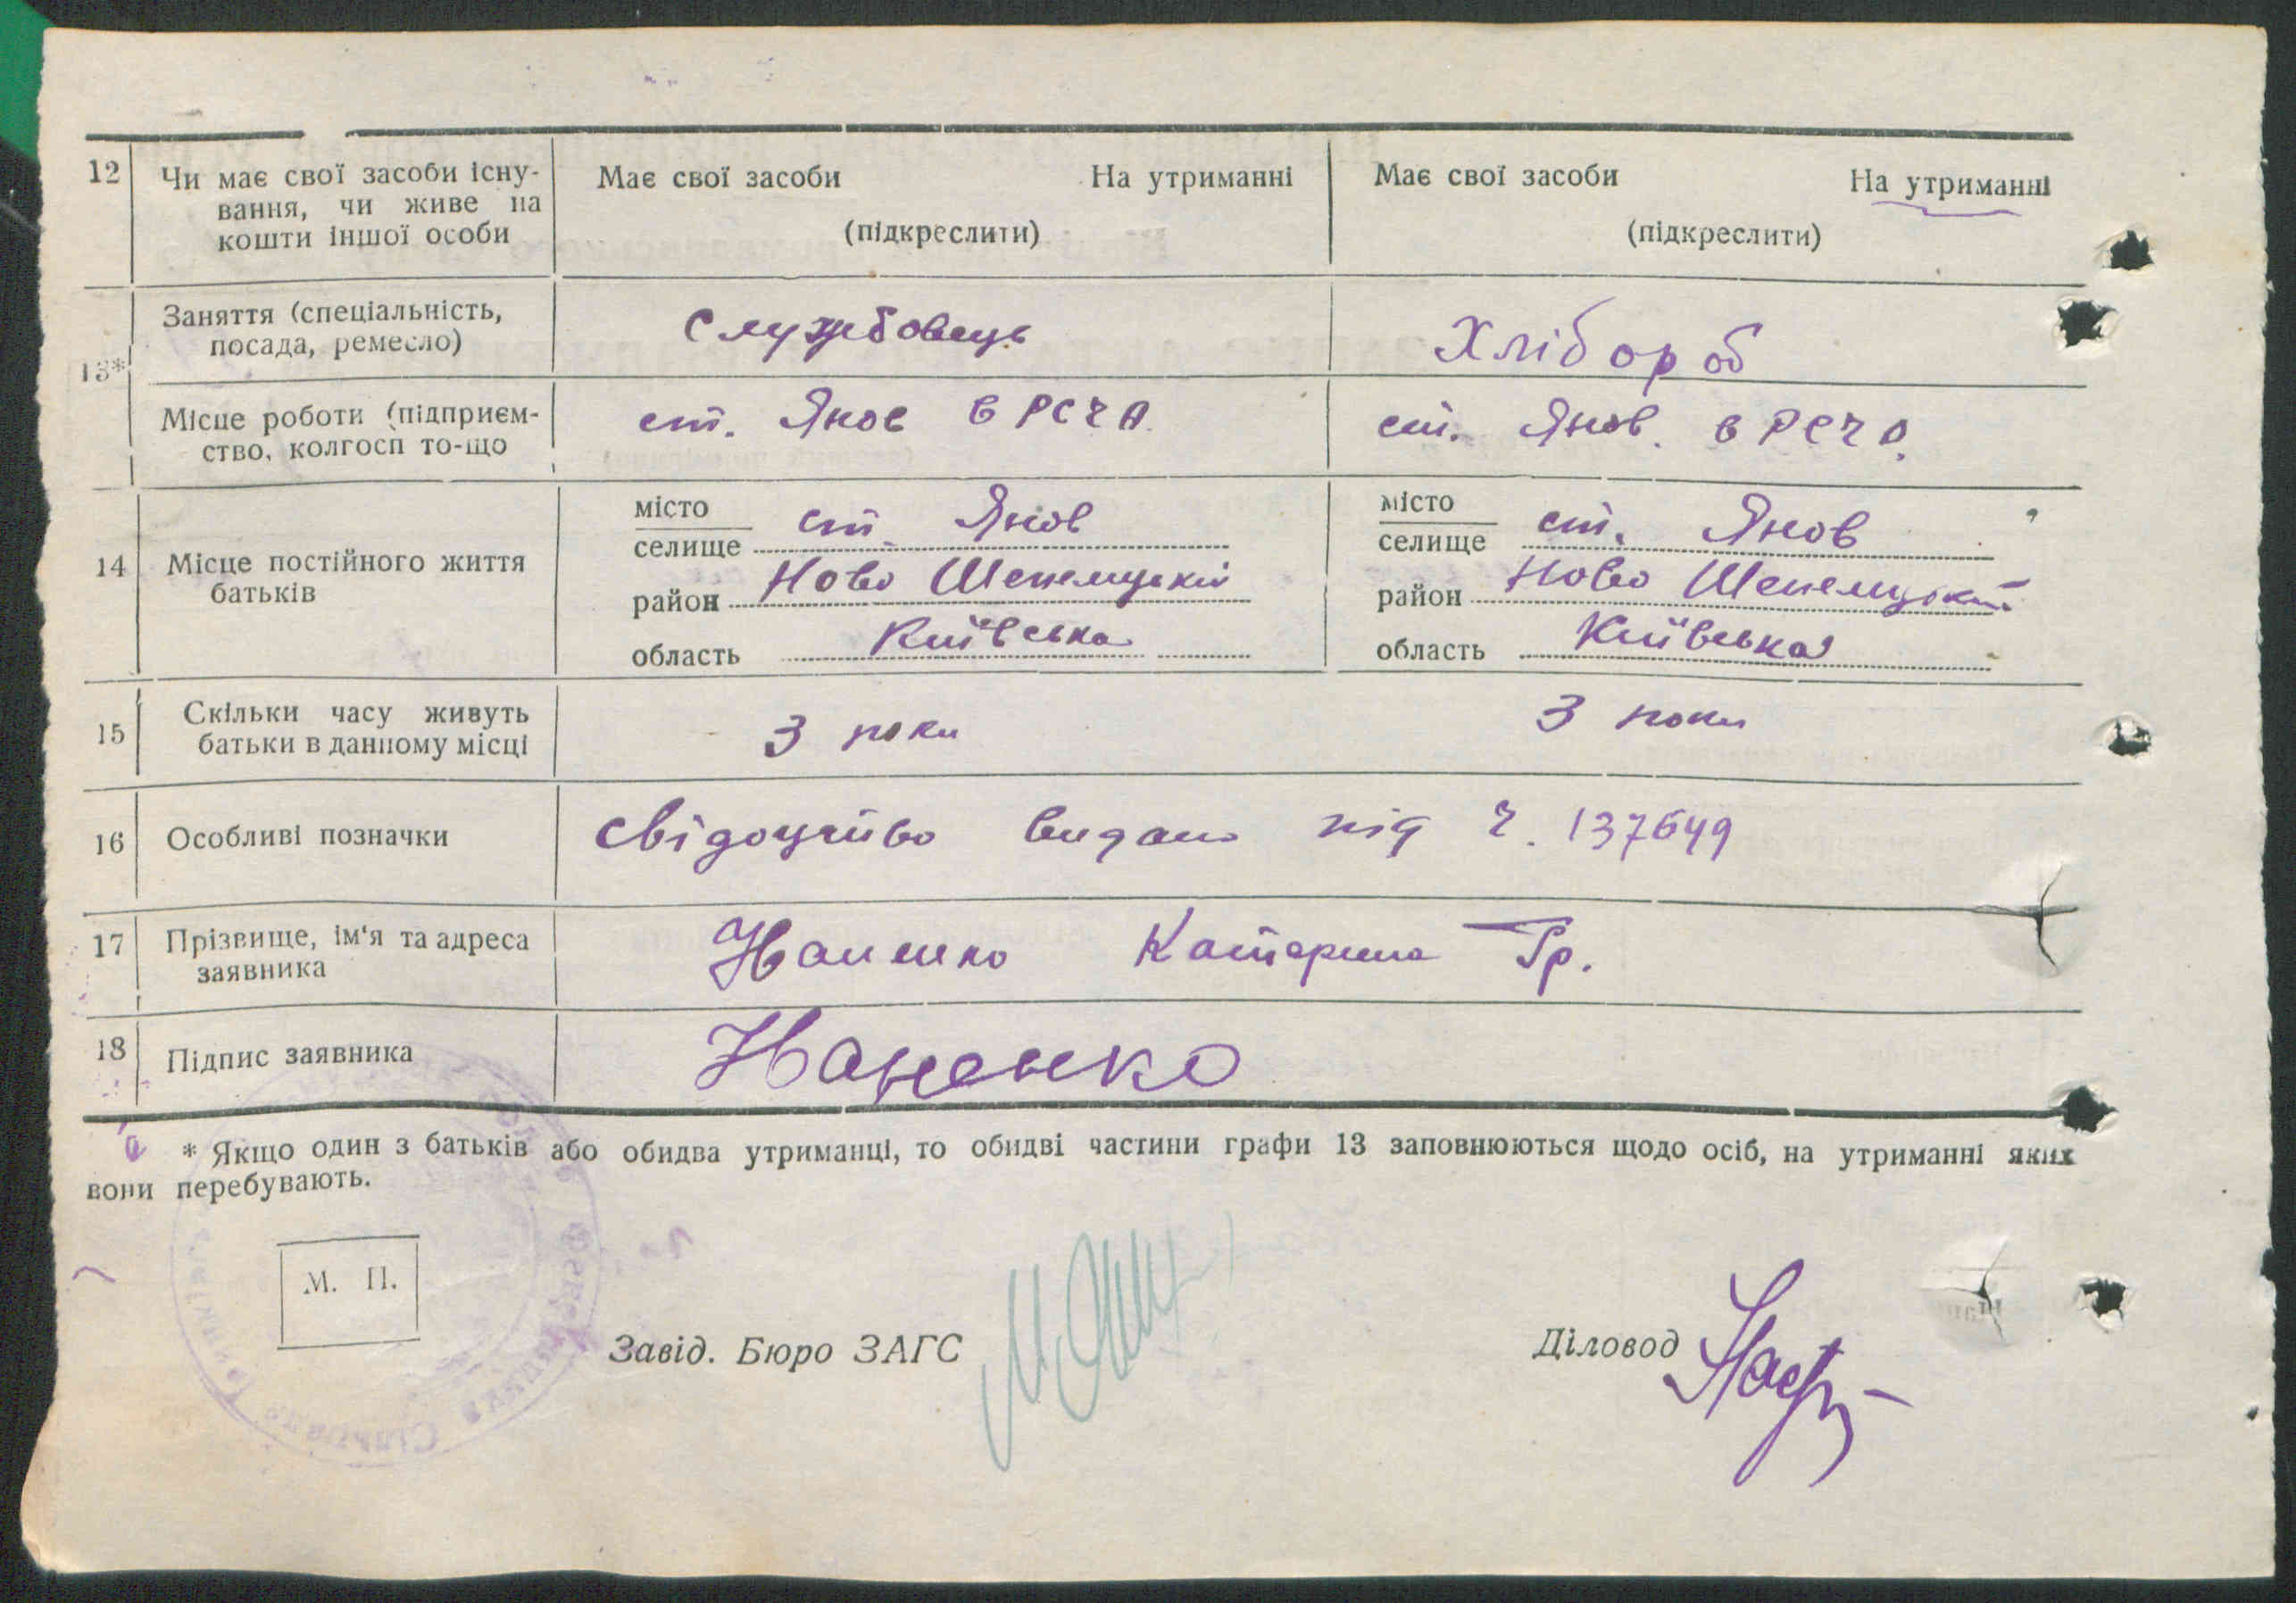 12 Чи має свої засоби існу- Має свої засоби На утриманні Має свої засоби На утриманні
вання, чи живе на
кошти іншої особи (підкреслити) (підкреслити)
13* Заняття (спеціальність, Службовець Хлібороб
посада, ремесло)
Місце роботи (підприєм- ст. Янов в РСЧА ст. Янов в РСЧА
ство, колгосп то-що
14 Місце постійного життя
батьків
місто ст. Янов місто ст. Янов
селище селище
район Ново Шепелицкий район Ново Шепелицкий
область Київська область Київська
15 Скільки часу живуть 3 роки 3 роки
батьки в данному місці
16 Особливі позначки свідоцтво видано під ч. 137649
17 Прізвище, ім'я та адреса Катерина Гр.
заявника
18 Підпис заявника
* Якщо один з батьків або обидва утриманці, то обидві частини графи 13 заповнюються щодо осіб, на утриманні яких
вони перебувають.
М. П.
Завід. Бюро ЗАГС Діловод